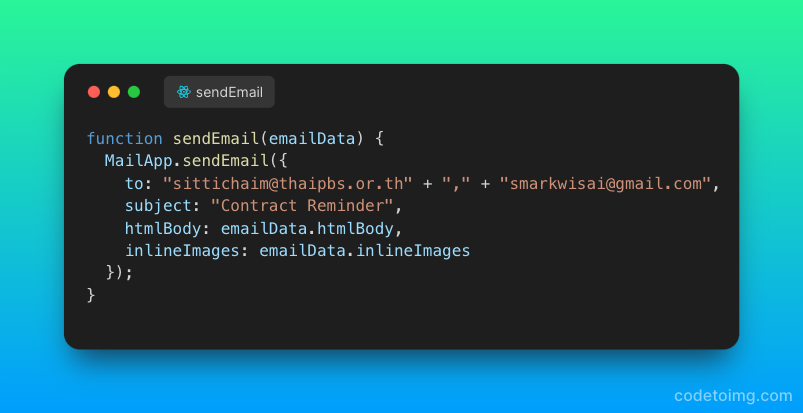 sendEmail
function sendEmail(emailData) {
  MailApp.sendEmail({
    to: "sittichaim@thaipbs.or.th" + "," + "smarkwisai@gmail.com",
    subject: "Contract Reminder",
    htmlBody: emailData.htmlBody,
    inlineImages: emailData.inlineImages
  });
}
codetoimg.com